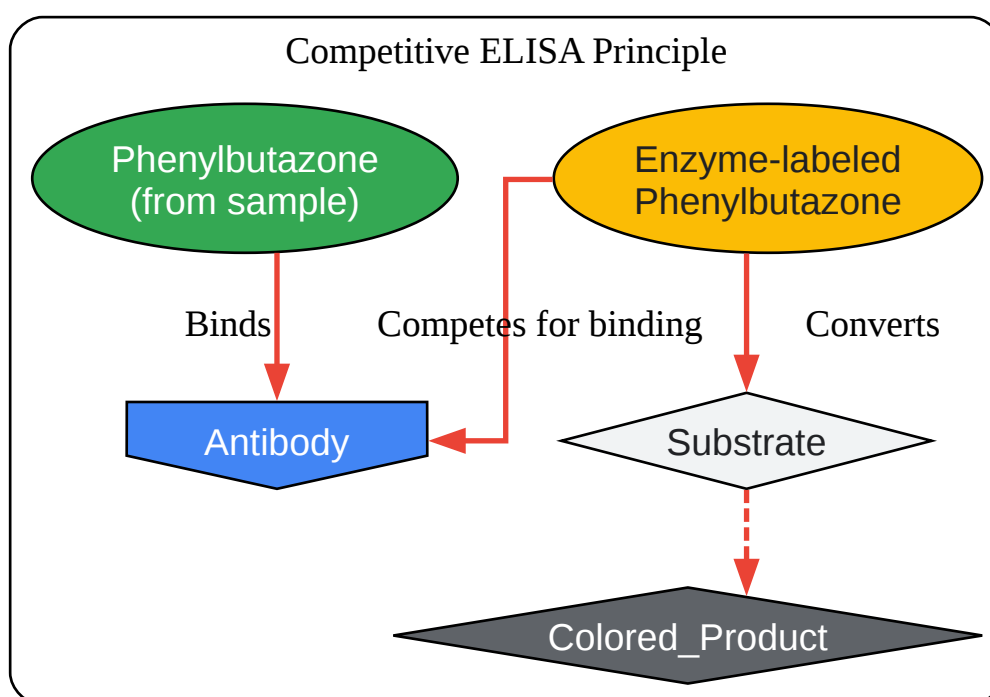 Competitive ELISA Principle
Phenylbutazone
(from sample)
Enzyme-labeled
Phenylbutazone
Binds
Competes for binding
Converts
Antibody
Substrate
Colored_Product